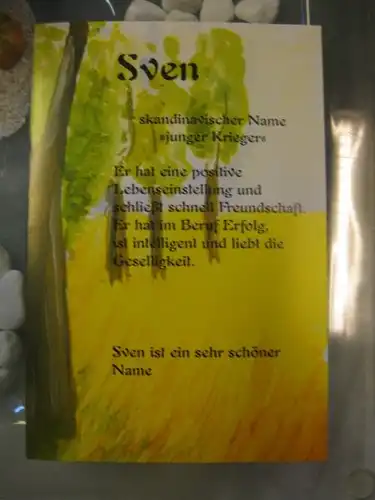 Sven
skandinavischer Name
»junger Krieger«
Er hat eine positive
Lebenseinstellung und
schließt schnell Freundschaft.
Er hat im Beruf Erfolg,
ist intelligent und liebt die
Geselligkeit.
Sven ist ein sehr schöner
Name